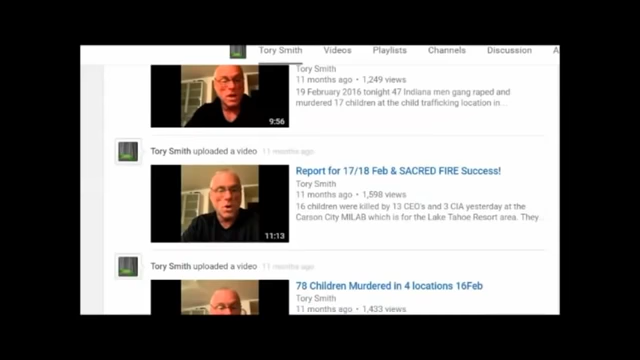 Tory Smith Videos Playlists Channels Discussion A
Tory Smith
11 months ago • 1,249 views
19 February 2016 tonight 47 Indiana men gang raped and
murdered 17 children at the child trafficking location in ...
9:56
Tory Smith uploaded a video 11 months ago
Report for 17/18 Feb & SACRED FIRE Success!
Tory Smith
11 months ago • 1,598 views
16 children were killed by 13 CEO's and 3 CIA yesterday at the
Carson City MILAB which is for the Lake Tahoe Resort area. They...
11:13
Tory Smith uploaded a video 11 months ago
78 Children Murdered in 4 locations 16Feb
Tory Smith
11 months ago • 1,433 views